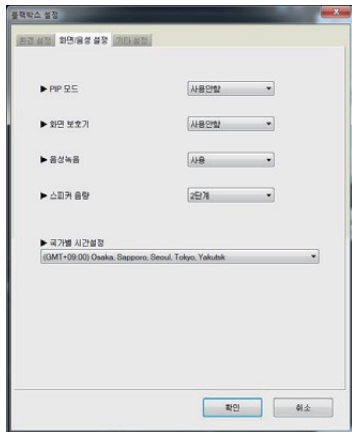 블랙박스 설정
환경 설정 화면/음성 설정 기타 설정
▶ PIP 모드 사용안함
▶ 화면 보호기 사용안함
▶ 음성녹음 사용
▶ 스피커 음량 2단계
▶ 국가별 시간설정
(GMT+09:00) Osaka, Sapporo, Seoul, Tokyo, Yakutsk
확인 취소